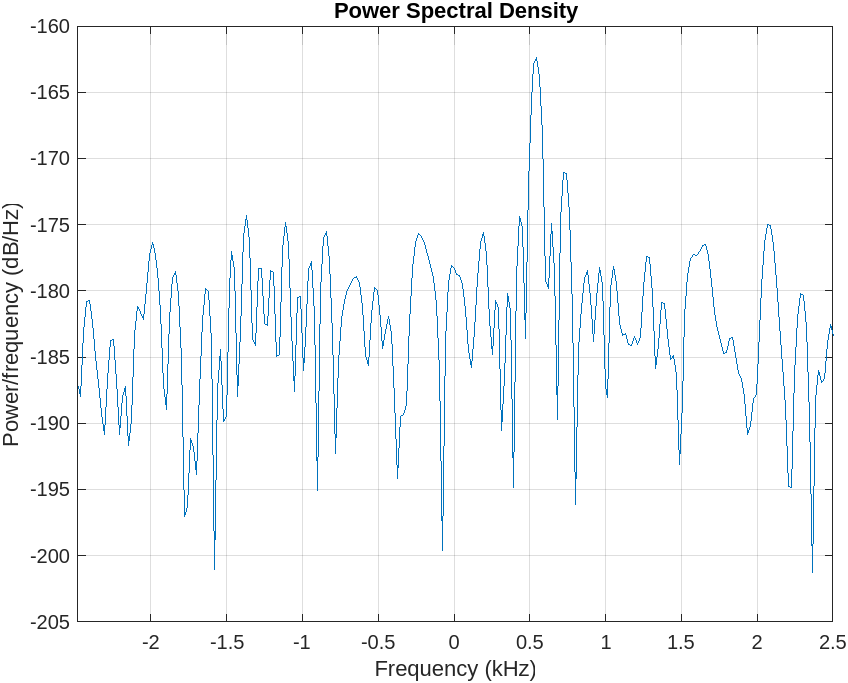 Power Spectral Density
-160
-165
-170
-175
-180
-185
-190
-195
-200
-205
Power/frequency (dB/Hz)
-2 -1.5 -1 -0.5 0 0.5 1 1.5 2 2.5
Frequency (kHz)